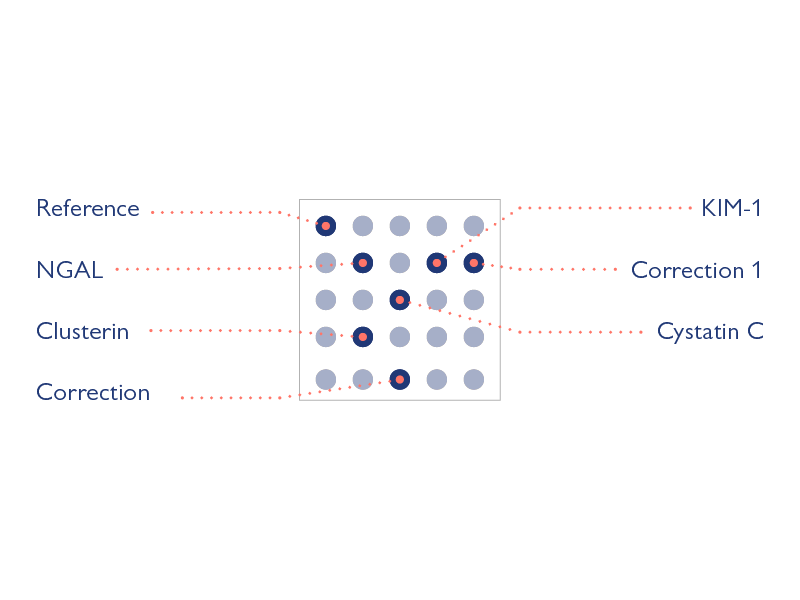 Reference
NGAL
Clusterin
Correction
KIM-1
Correction 1
Cystatin C